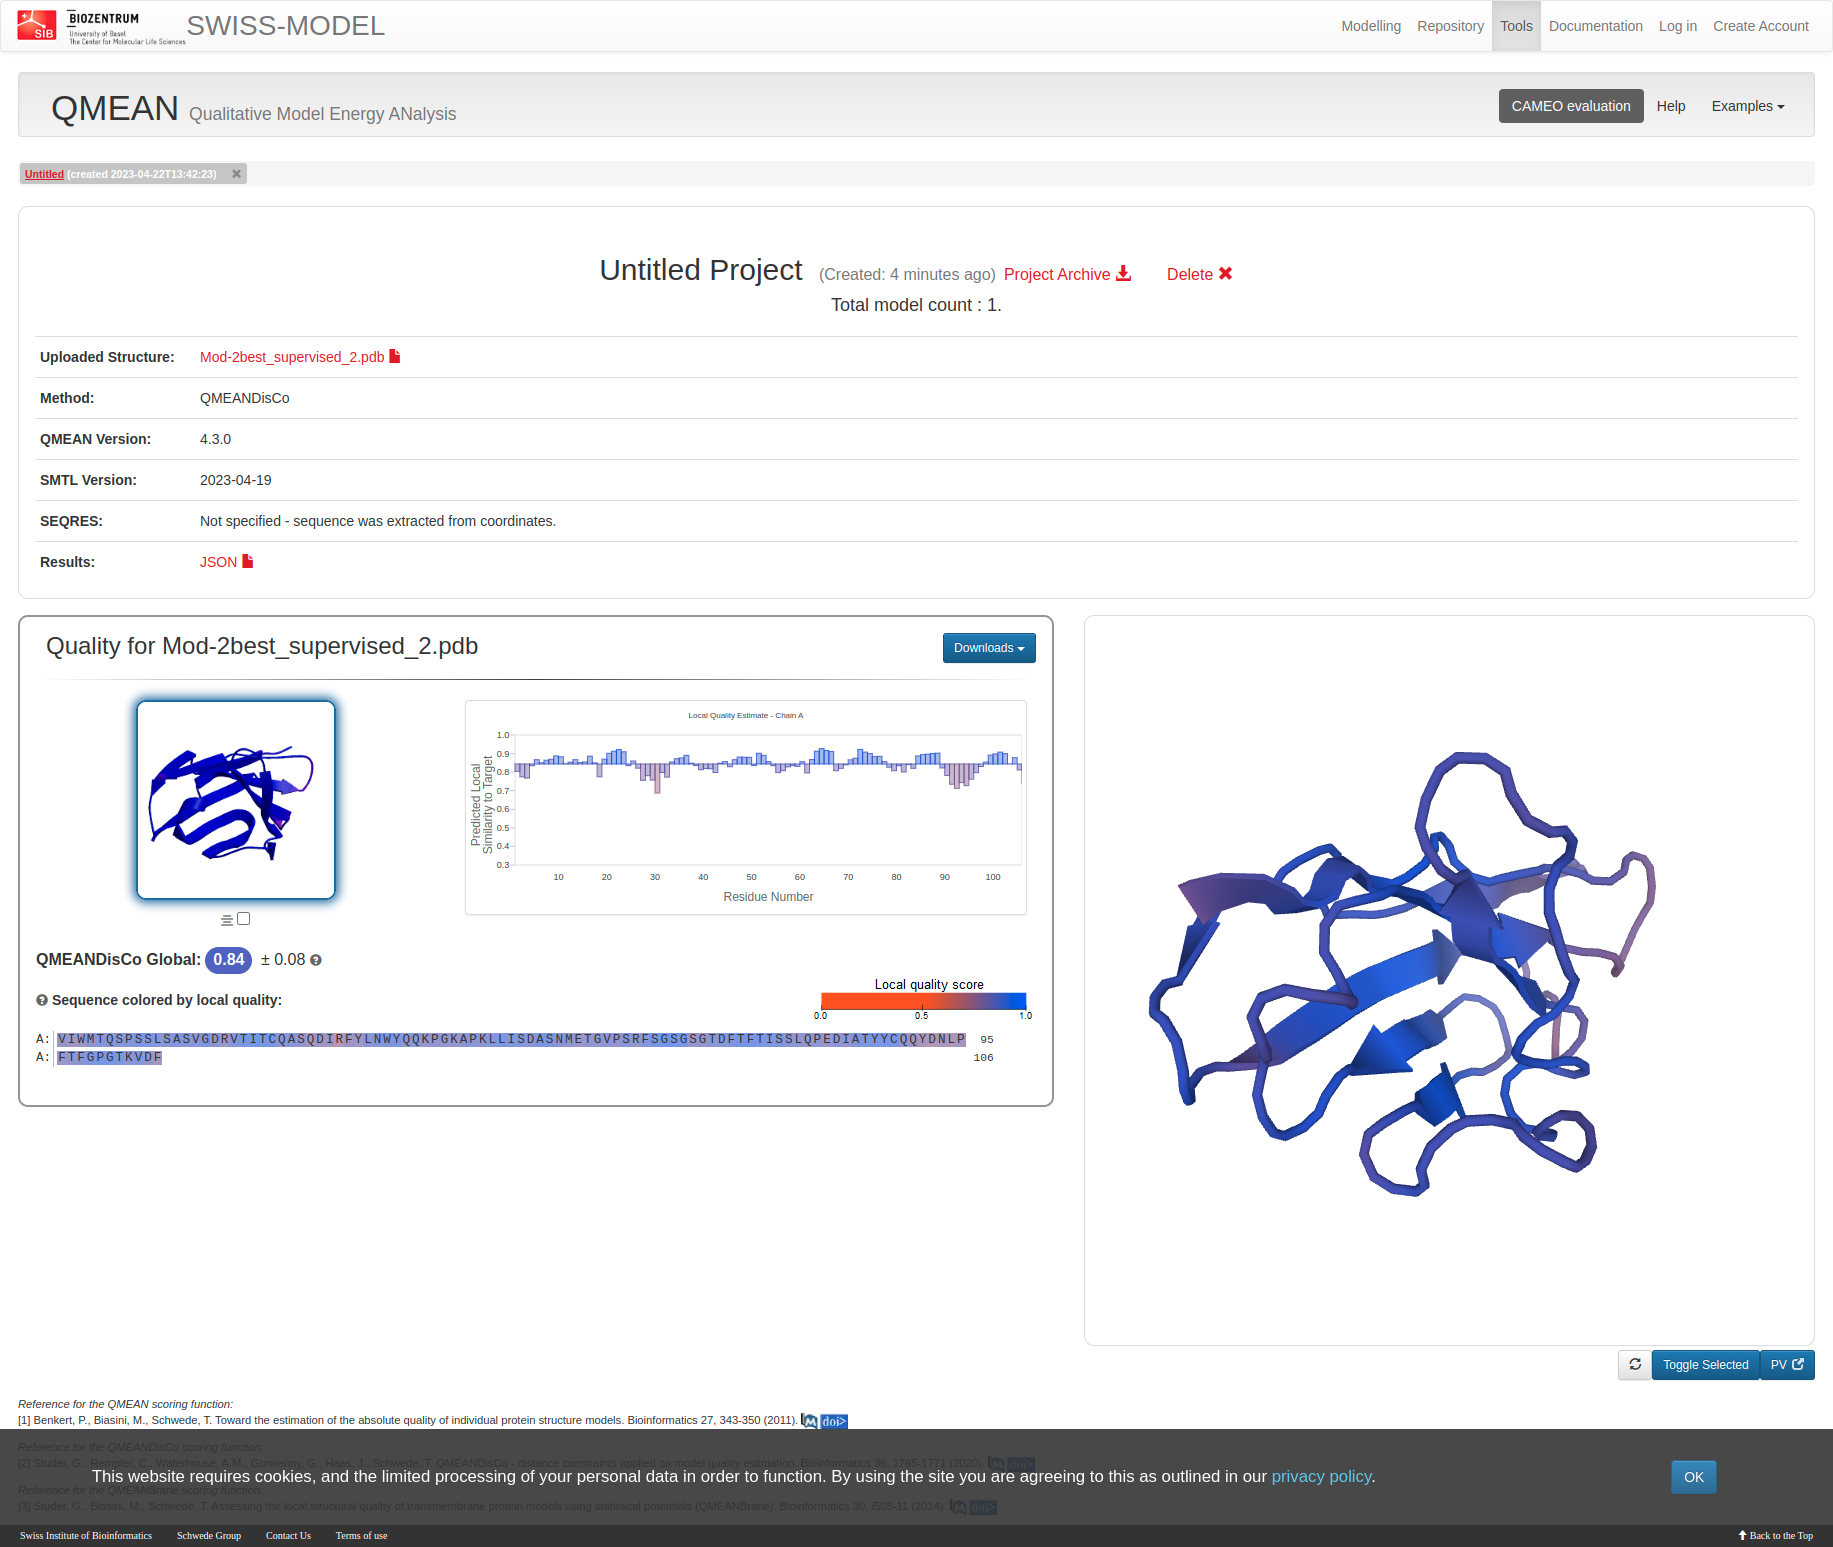 SIB
BIOZENTRUM
University of Basel
The Center for Molecular Life Sciences
SWISS-MODEL
Modelling Repository Tools Documentation Log in Create Account
QMEAN Qualitative Model Energy ANalysis
CAMEO evaluation Help Examples
Untitled (created 2023-04-22T13:42:23)
Untitled Project (Created: 4 minutes ago) Project Archive Delete
Total model count : 1.
Uploaded Structure: Mod-2best_supervised_2.pdb
Method: QMEANDisCo
QMEAN Version: 4.3.0
SMTL Version: 2023-04-19
SEQRES: Not specified - sequence was extracted from coordinates.
Results: JSON
Quality for Mod-2best_supervised_2.pdb
Downloads
Local Quality Estimate - Chain A
Predicted Local
Similarity to Target
1.0
0.9
0.8
0.7
0.6
0.5
0.4
0.3
10 20 30 40 50 60 70 80 90 100
Residue Number
QMEANDisCo Global: 0.84 ± 0.08
Sequence colored by local quality:
Local quality score
0.0 0.5 1.0
A: VIWMTQSPSSLSASVGDRVTITCQASQDIRFYLNWYQQKPGKAPKLLISDASNMETGVPSRFSGSGSGTDFTFTISSLQPEDIATYYCQQYDNLP 95
A: FTFGPGTKVDF 106
Toggle Selected
PV
Reference for the QMEAN scoring function:
[1] Benkert, P., Biasini, M., Schwede, T. Toward the estimation of the absolute quality of individual protein structure models. Bioinformatics 27, 343-350 (2011). M doi>
Reference for the QMEANDisCo scoring function:
[2] Studer, G., Rempfer, C., Waterhouse, A.M., Gumienny, G., Haas, J., Schwede, T. QMEANDisCo - distance constraints applied on model quality estimation. Bioinformatics 36, 1765-1771 (2020). M doi>
This website requires cookies, and the limited processing of your personal data in order to function. By using the site you are agreeing to this as outlined in our privacy policy.
OK
Reference for the QMEANBrane scoring function:
[3] Studer, G., Biasini, M., Schwede, T. Assessing the local structural quality of transmembrane protein models using statistical potentials (QMEANBrane). Bioinformatics 30, i505-11 (2014). M doi>
Swiss Institute of Bioinformatics Schwede Group Contact Us Terms of use
Back to the Top